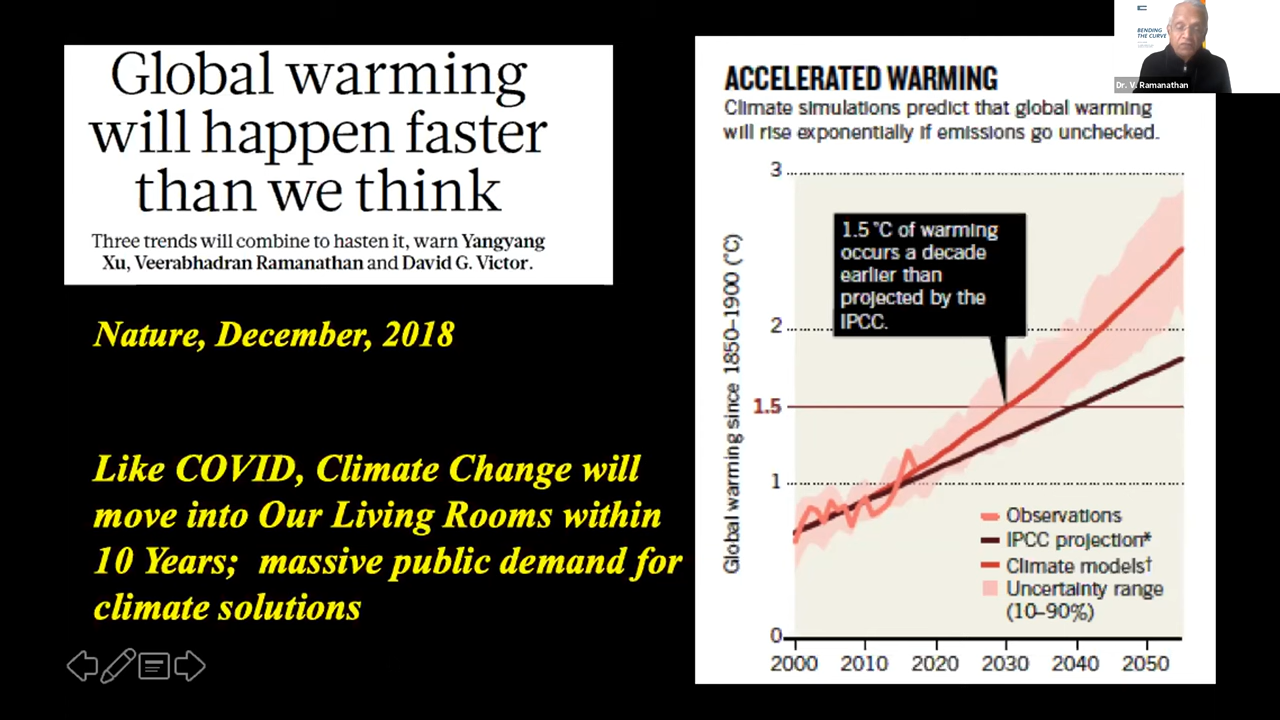 Global warming
will happen faster
than we think
Three trends will combine to hasten it, warn Yangyang
Xu, Veerabhadran Ramanathan and David G. Victor.
Nature, December, 2018
Like COVID, Climate Change will
move into Our Living Rooms within
10 Years; massive public demand for
climate solutions
ACCELERATED WARMING
Climate simulations predict that global warming
will rise exponentially if emissions go unchecked.
Global warming since 1850–1900 (°C)
3
2
1.5
1
0
1.5 °C of warming
occurs a decade
earlier than
projected by the
IPCC.
Observations
IPCC projection*
Climate models†
Uncertainty range
(10–90%)
2000 2010 2020 2030 2040 2050
BENDING
THE CURVE
Dr. V. Ramanathan